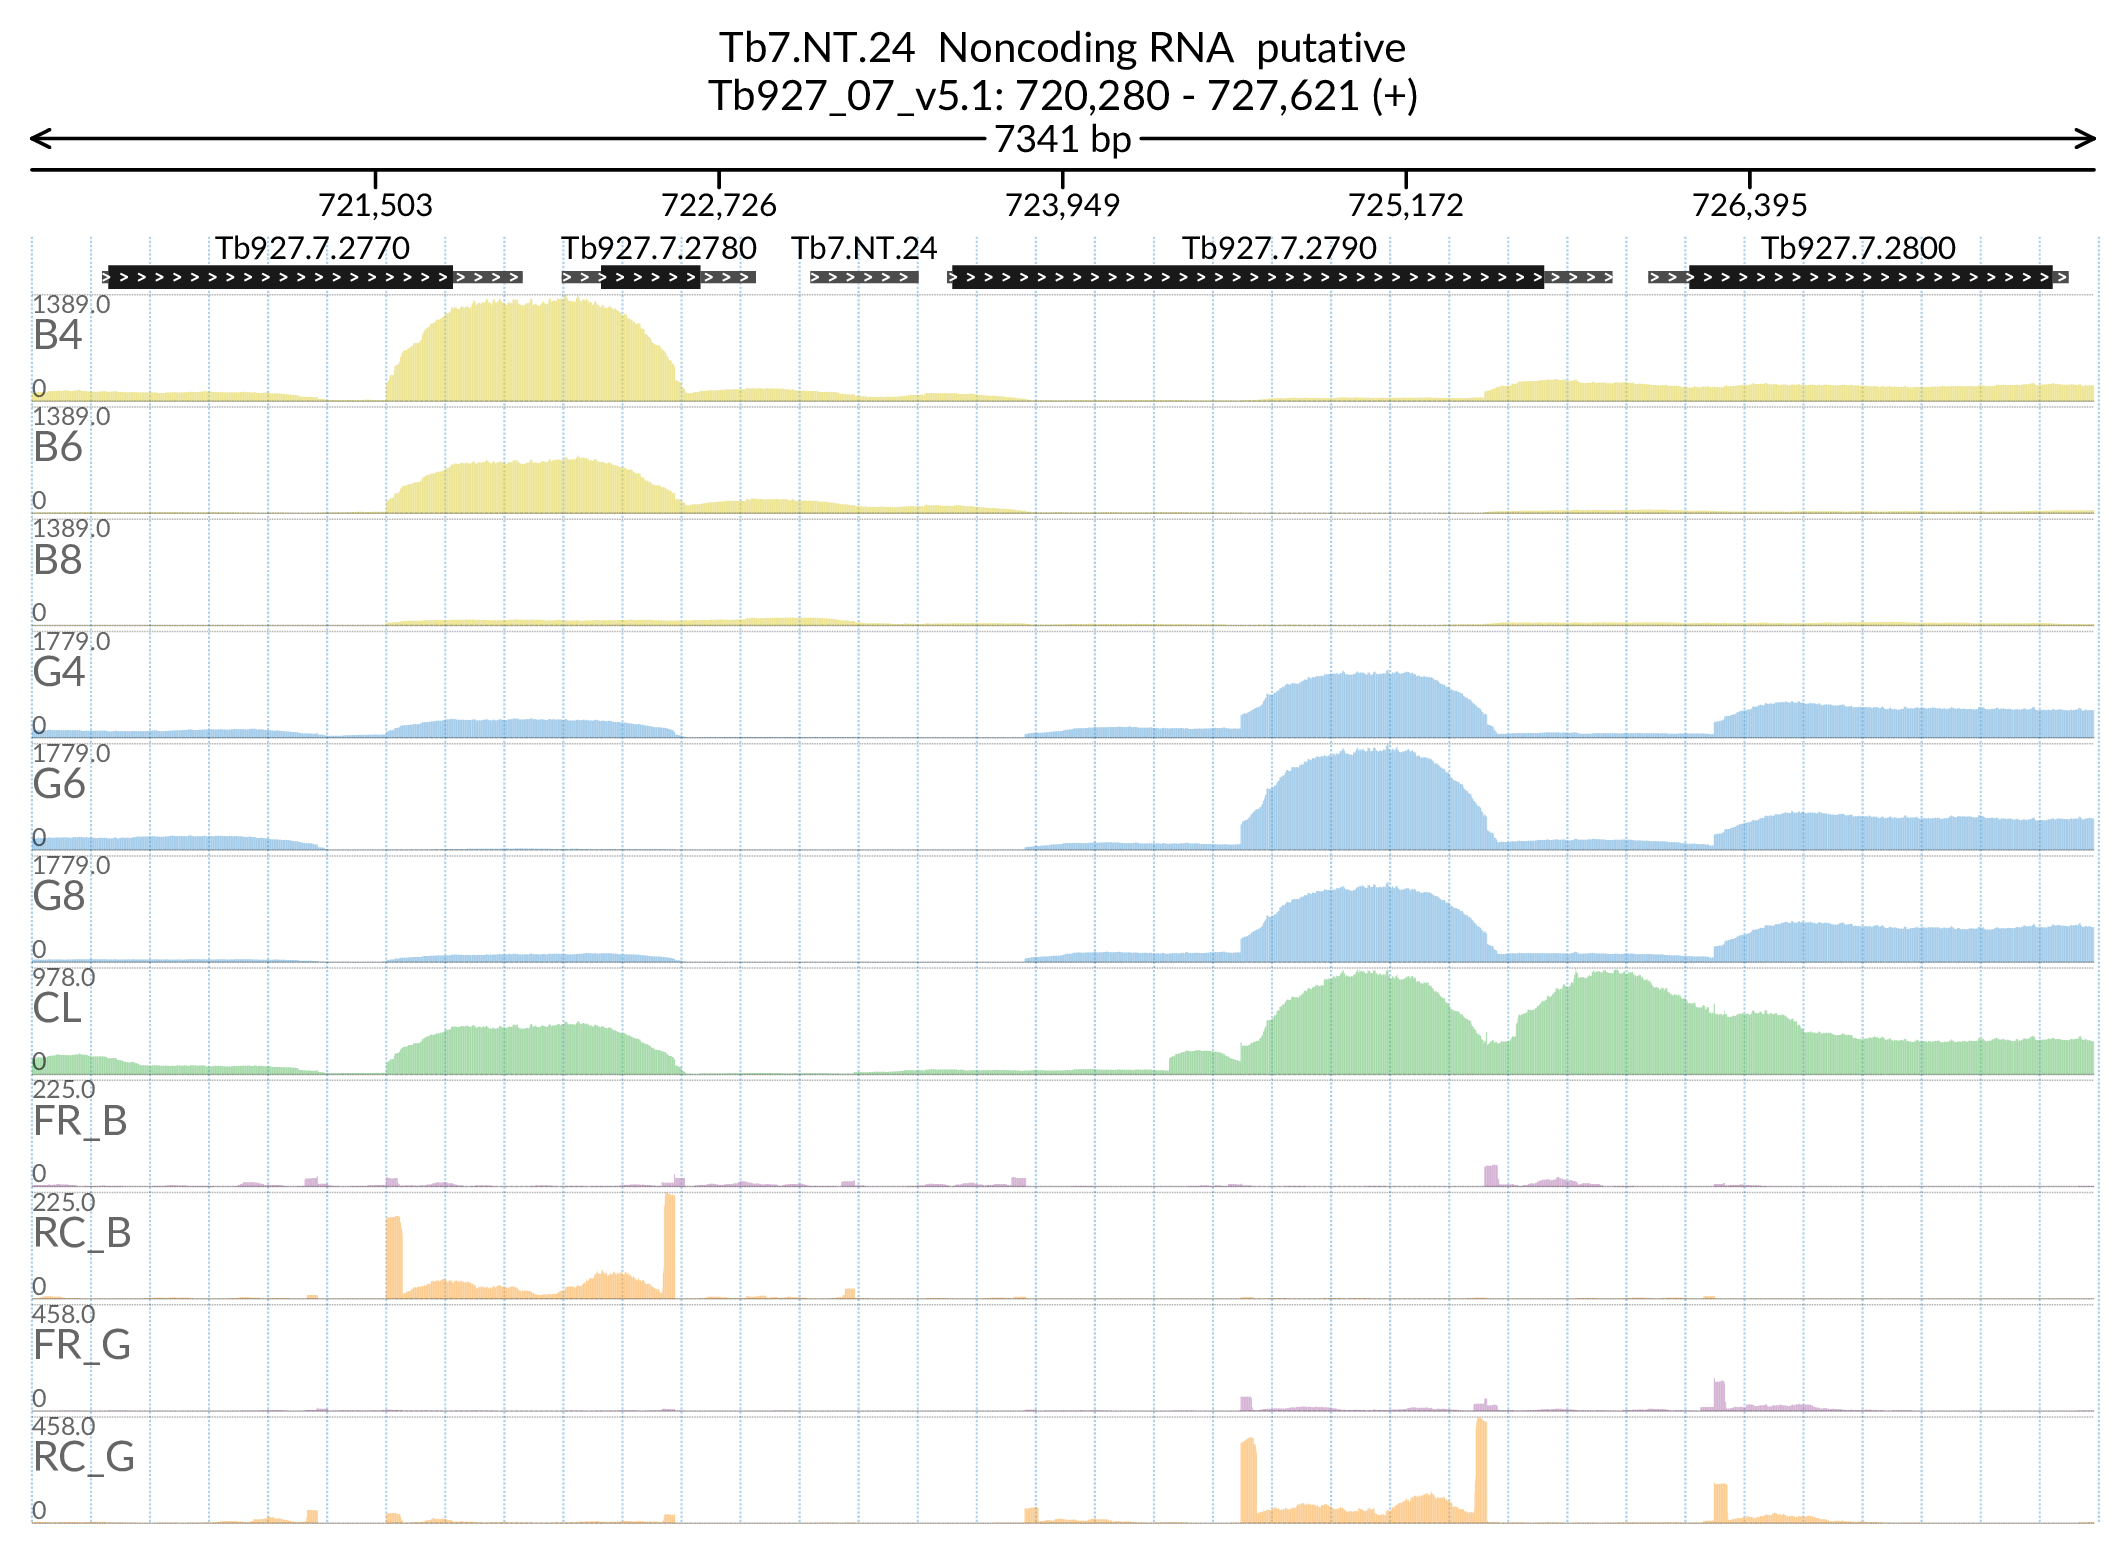 Tb7.NT.24  Noncoding RNA  putative
Tb927_07_v5.1: 720,280 - 727,621 (+)
7341 bp
721,503 722,726 723,949 725,172 726,395
Tb927.7.2770 Tb927.7.2780 Tb7.NT.24 Tb927.7.2790 Tb927.7.2800
1389.0
B4
0
1389.0
B6
0
1389.0
B8
0
1779.0
G4
0
1779.0
G6
0
1779.0
G8
0
978.0
CL
0
225.0
FR_B
0
225.0
RC_B
0
458.0
FR_G
0
458.0
RC_G
0